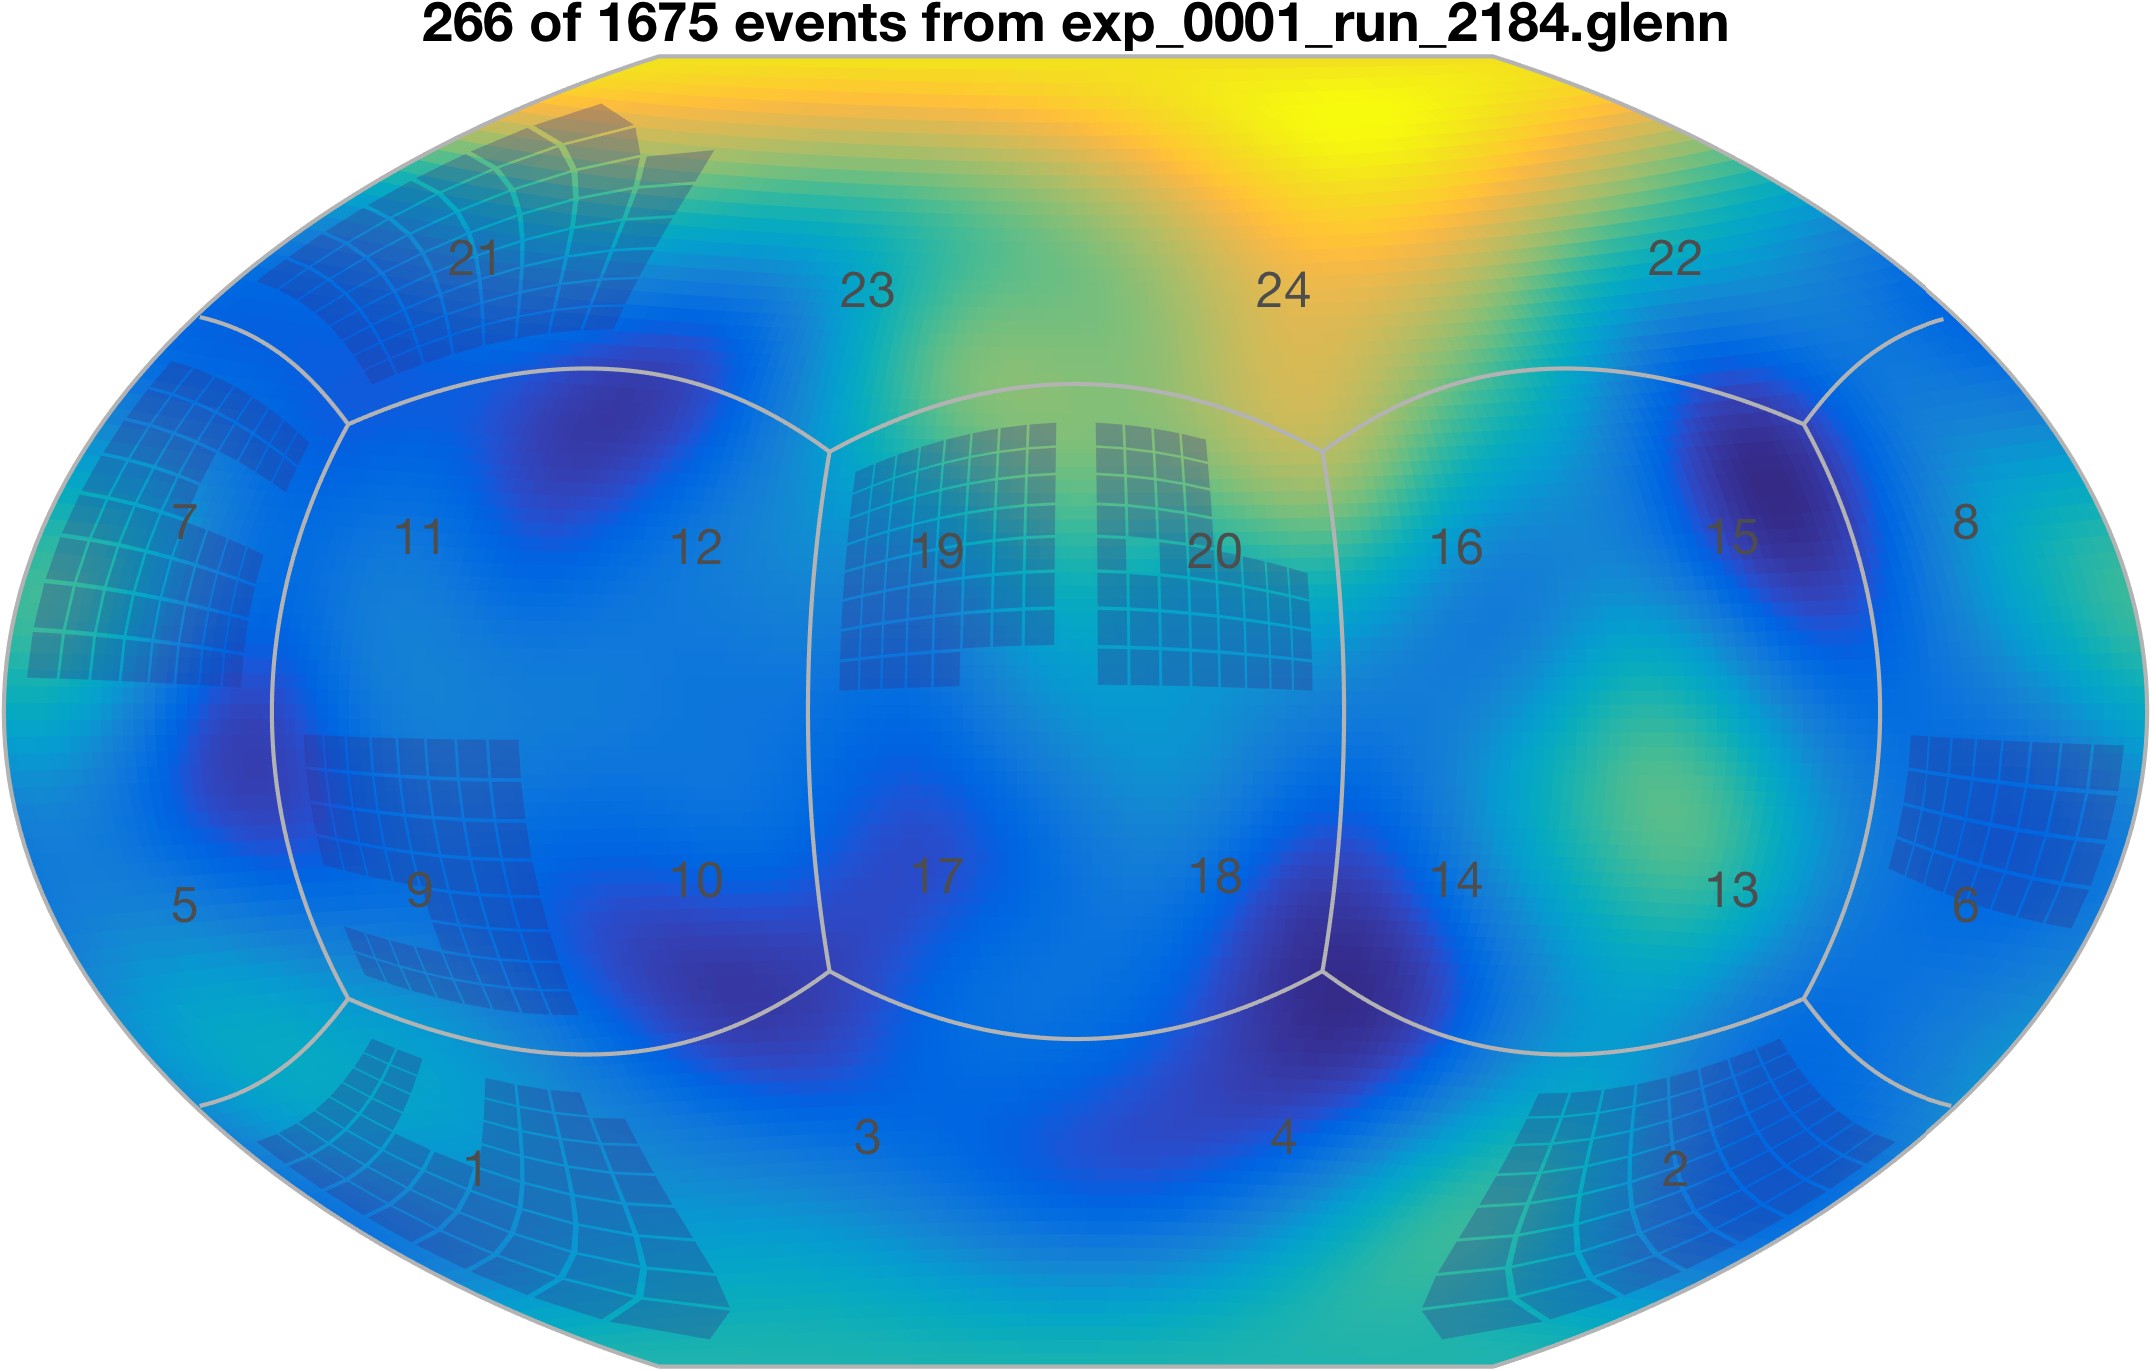 266 of 1675 events from exp_0001_run_2184.glenn
21 23 24 22
7 11 12 19 20 16 15 8
5 9 10 17 18 14 13 6
1 3 4 2